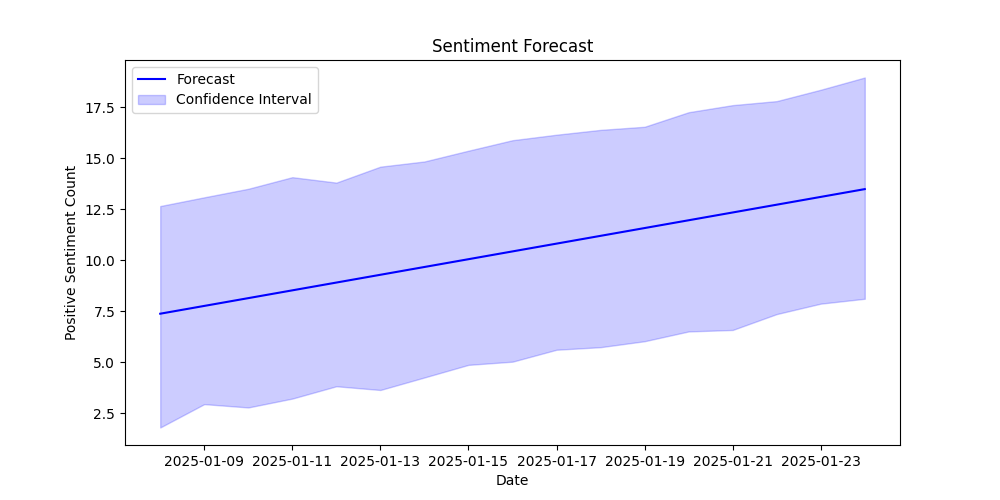 Sentiment Forecast
Forecast
Confidence Interval
Positive Sentiment Count
17.5
15.0
12.5
10.0
7.5
5.0
2.5
2025-01-09 2025-01-11 2025-01-13 2025-01-15 2025-01-17 2025-01-19 2025-01-21 2025-01-23
Date